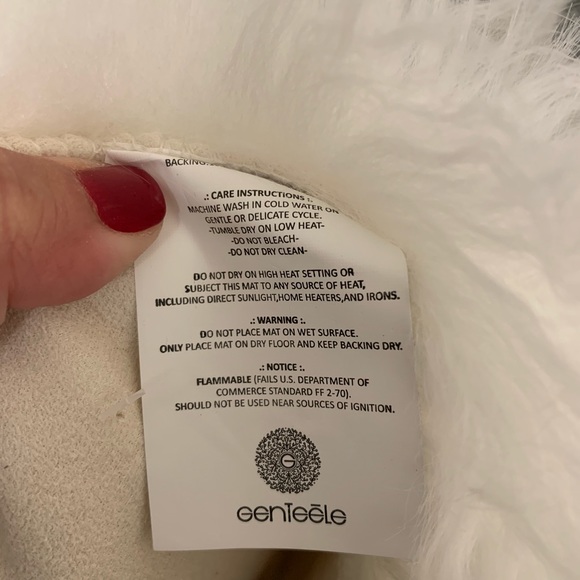 BACKING:
.: CARE INSTRUCTIONS :.
MACHINE WASH IN COLD WATER ON
GENTLE OR DELICATE CYCLE.
-TUMBLE DRY ON LOW HEAT-
-DO NOT BLEACH-
-DO NOT DRY CLEAN-
DO NOT DRY ON HIGH HEAT SETTING OR
SUBJECT THIS MAT TO ANY SOURCE OF HEAT,
INCLUDING DIRECT SUNLIGHT,HOME HEATERS,AND IRONS.
.: WARNING :.
DO NOT PLACE MAT ON WET SURFACE.
ONLY PLACE MAT ON DRY FLOOR AND KEEP BACKING DRY.
.: NOTICE :.
FLAMMABLE (FAILS U.S. DEPARTMENT OF
COMMERCE STANDARD FF 2-70).
SHOULD NOT BE USED NEAR SOURCES OF IGNITION.
G
GenTeēLe